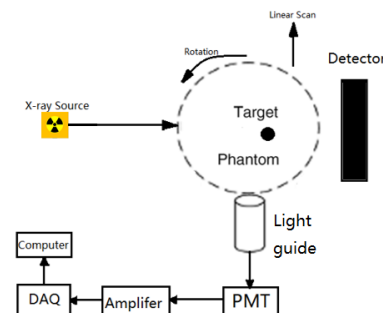 Linear Scan
Rotation
Detector
X-ray Source
Target
Phantom
Light
guide
Computer
DAQ
Amplifer
PMT